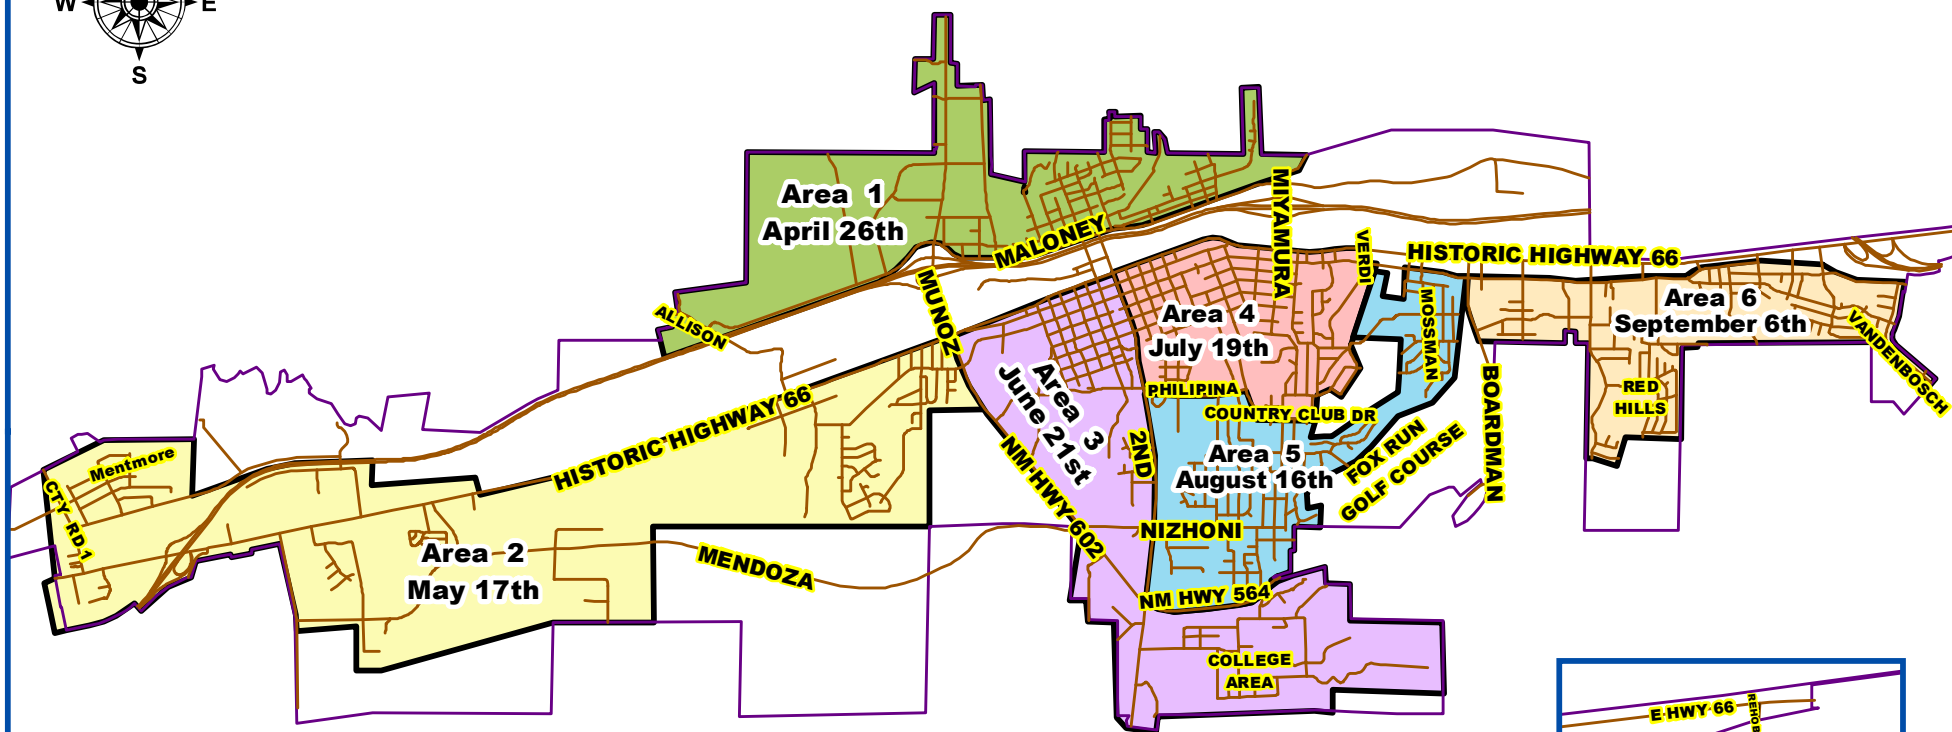 W
E
S
Area 1
April 26th
MALONEY
MIYAMURA
VERDI
HISTORIC HIGHWAY 66
MUNOZ
ALLISON
Area 4
July 19th
MOSSMAN
Area 6
September 6th
VANDENBOSCH
Area 3
June 21st
PHILIPINA
COUNTRY CLUB DR
BOARDMAN
RED
HILLS
HISTORIC HIGHWAY 66
Mentmore
CTY RD 1
NM HWY 602
2ND
Area 5
August 16th
FOX RUN
GOLF COURSE
NIZHONI
Area 2
May 17th
MENDOZA
NM HWY 564
COLLEGE
AREA
E HWY 66